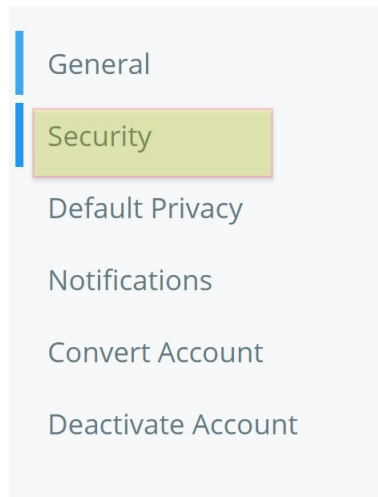 General
Security
Default Privacy
Notifications
Convert Account
Deactivate Account